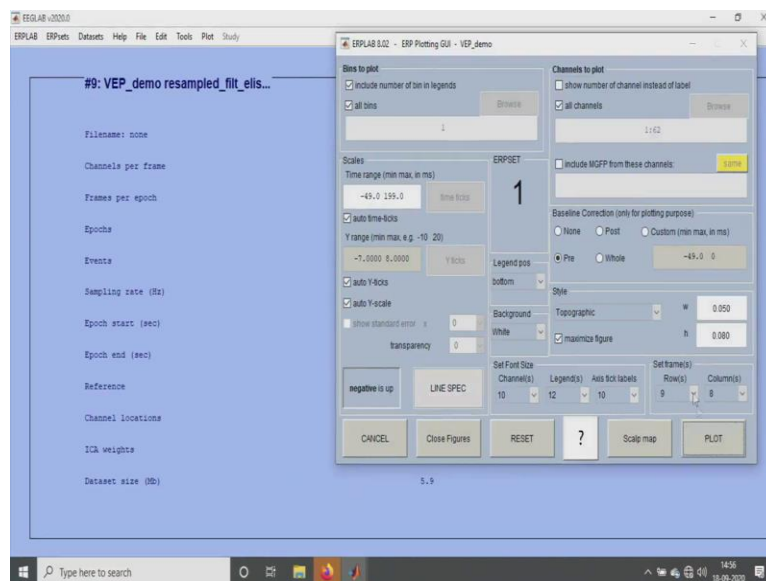 EEGLAB v2020.0
ERPLAB ERPsets Datasets Help File Edit Tools Plot Study
#9: VEP_demo resampled_filt_elis...
Filename: none
Channels per frame
Frames per epoch
Epochs
Events
Sampling rate (Hz)
Epoch start (sec)
Epoch end (sec)
Reference
Channel locations
ICA weights
Dataset size (Mb)
5.9
ERPLAB 8.02 - ERP Plotting GUI - VEP_demo
Bins to plot
include number of bin in legends
all bins
Browse
1
Channels to plot
show number of channel instead of label
all channels
Browse
1:62
include MGFP from these channels:
same
Scales
Time range (min max, in ms)
-49.0 199.0
time ticks
auto time-ticks
Y range (min max, e.g. -10 20)
-7.0000 8.0000
Y ticks
auto Y-ticks
auto Y-scale
show standard error x
0
transparency
0
ERPSET
1
Legend pos
bottom
Background
White
Baseline Correction (only for plotting purpose)
None Post Custom (min max, in ms)
Pre Whole
-49.0 0
Style
Topographic
w 0.050
maximize figure
h 0.080
negative is up
LINE SPEC
Set Font Size
Channel(s) Legend(s) Axis tick labels
10 12 10
Set frame(s)
Row(s) Column(s)
9 8
CANCEL Close Figures RESET ? Scalp map PLOT
Type here to search
14:56
18-09-2020